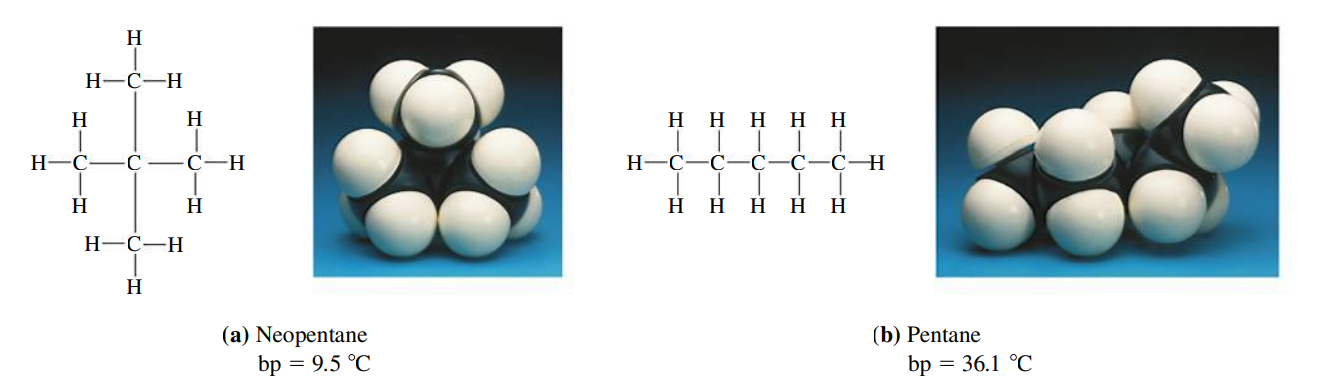 H
H—C—H
H H
H—C—C—C—H
H H
H—C—H
H
H H H H H
H—C—C—C—C—C—H
H H H H H
(a) Neopentane
bp = 9.5 °C
(b) Pentane
bp = 36.1 °C